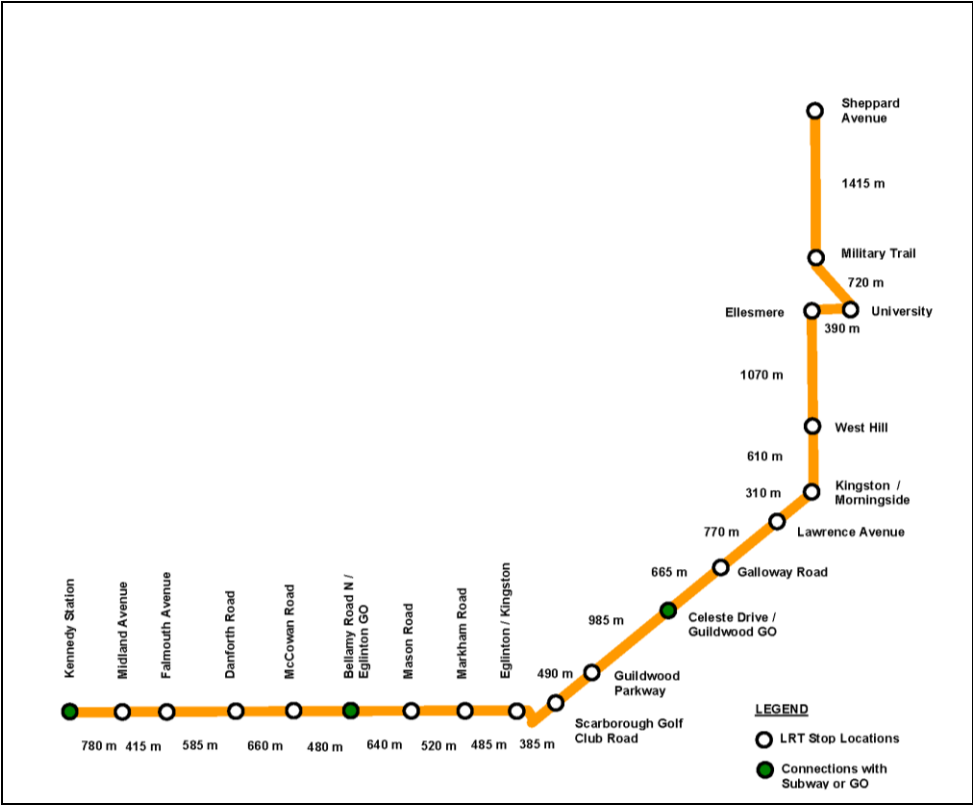 Sheppard
Avenue
1415 m
Military Trail
720 m
Ellesmere
University
390 m
1070 m
West Hill
610 m
Kingston /
Morningside
310 m
Lawrence Avenue
770 m
Galloway Road
665 m
Celeste Drive /
Guildwood GO
985 m
Guildwood
Parkway
490 m
Scarborough Golf
Club Road
Kennedy Station
Midland Avenue
Falmouth Avenue
Danforth Road
McCowan Road
Bellamy Road N /
Eglinton GO
Mason Road
Markham Road
Eglinton / Kingston
780 m
415 m
585 m
660 m
480 m
640 m
520 m
485 m
385 m
LEGEND
LRT Stop Locations
Connections with
Subway or GO